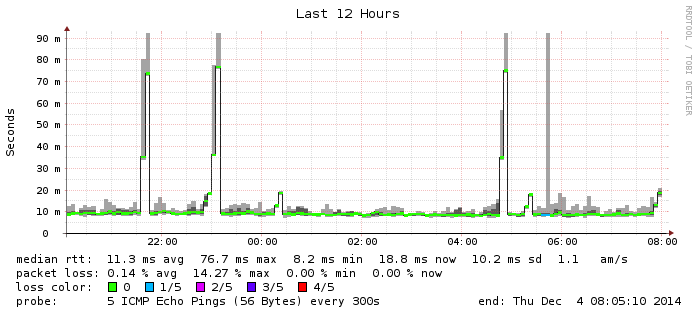 Last 12 Hours
RRDTOOL / TOBI OETIKER
Seconds
90 m
80 m
70 m
60 m
50 m
40 m
30 m
20 m
10 m
0
22:00 00:00 02:00 04:00 06:00 08:00
median rtt: 11.3 ms avg 76.7 ms max 8.2 ms min 18.8 ms now 10.2 ms sd 1.1 am/s
packet loss: 0.14 % avg 14.27 % max 0.00 % min 0.00 % now
loss color: 0 1/5 2/5 3/5 4/5
probe: 5 ICMP Echo Pings (56 Bytes) every 300s end: Thu Dec 4 08:05:10 2014